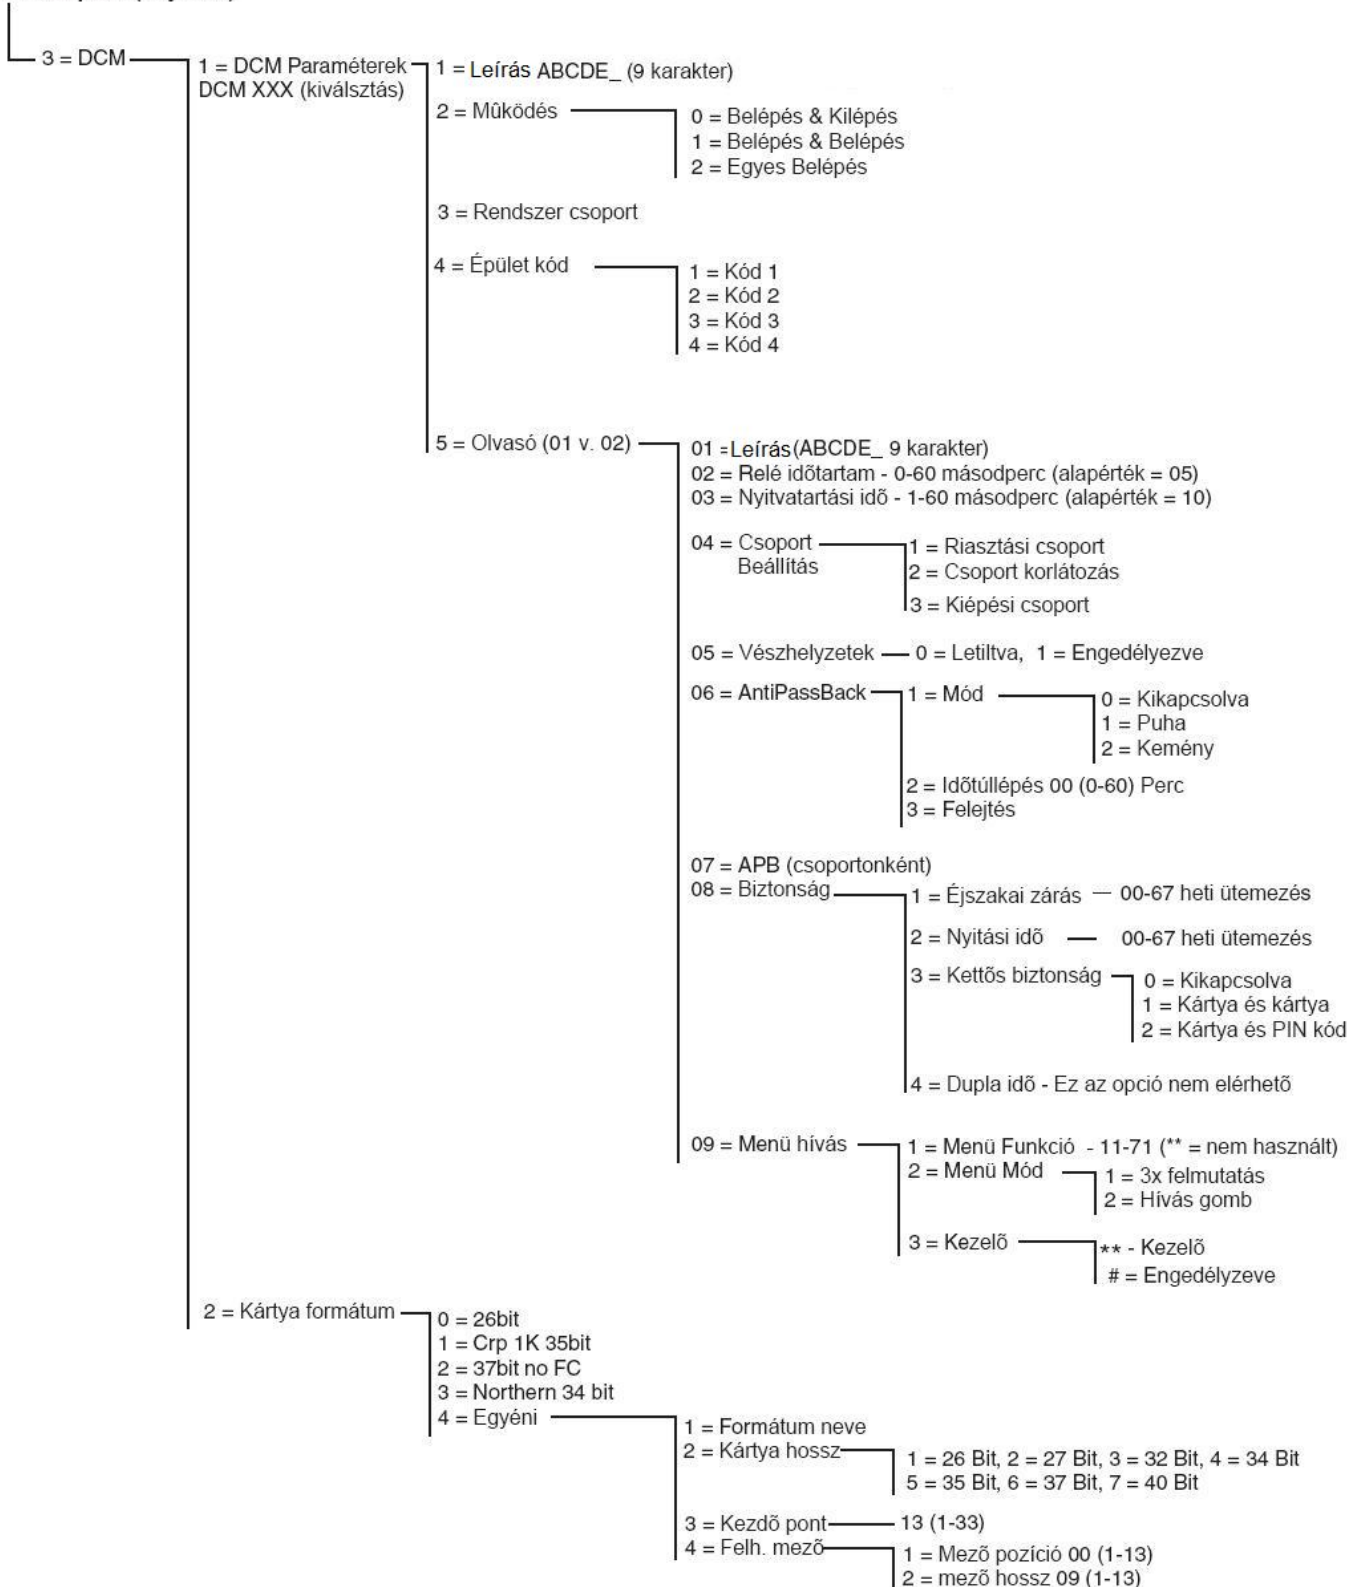 3 = DCM
1 = DCM Paraméterek
DCM XXX (kiválsztás)
1 = Leírás ABCDE_ (9 karakter)
2 = Mûködés
0 = Belépés & Kilépés
1 = Belépés & Belépés
2 = Egyes Belépés
3 = Rendszer csoport
4 = Épület kód
1 = Kód 1
2 = Kód 2
3 = Kód 3
4 = Kód 4
5 = Olvasó (01 v. 02)
01 =Leírás(ABCDE_ 9 karakter)
02 = Relé idõtartam - 0-60 másodperc (alapérték = 05)
03 = Nyitvatartási idõ - 1-60 másodperc (alapérték = 10)
04 = Csoport
Beállítás
1 = Riasztási csoport
2 = Csoport korlátozás
3 = Kiépési csoport
05 = Vészhelyzetek — 0 = Letiltva, 1 = Engedélyezve
06 = AntiPassBack
1 = Mód
0 = Kikapcsolva
1 = Puha
2 = Kemény
2 = Idõtúllépés 00 (0-60) Perc
3 = Felejtés
07 = APB (csoportonként)
08 = Biztonság
1 = Éjszakai zárás — 00-67 heti ütemezés
2 = Nyitási idõ — 00-67 heti ütemezés
3 = Kettõs biztonság
0 = Kikapcsolva
1 = Kártya és kártya
2 = Kártya és PIN kód
4 = Dupla idõ - Ez az opció nem elérhetõ
09 = Menü hívás
1 = Menü Funkció - 11-71 (** = nem használt)
2 = Menü Mód
1 = 3x felmutatás
2 = Hívás gomb
3 = Kezelõ
** - Kezelõ
# = Engedélyzeve
2 = Kártya formátum
0 = 26bit
1 = Crp 1K 35bit
2 = 37bit no FC
3 = Northern 34 bit
4 = Egyéni
1 = Formátum neve
2 = Kártya hossz
1 = 26 Bit, 2 = 27 Bit, 3 = 32 Bit, 4 = 34 Bit
5 = 35 Bit, 6 = 37 Bit, 7 = 40 Bit
3 = Kezdõ pont — 13 (1-33)
4 = Felh. mezõ
1 = Mezõ pozíció 00 (1-13)
2 = mezõ hossz 09 (1-13)